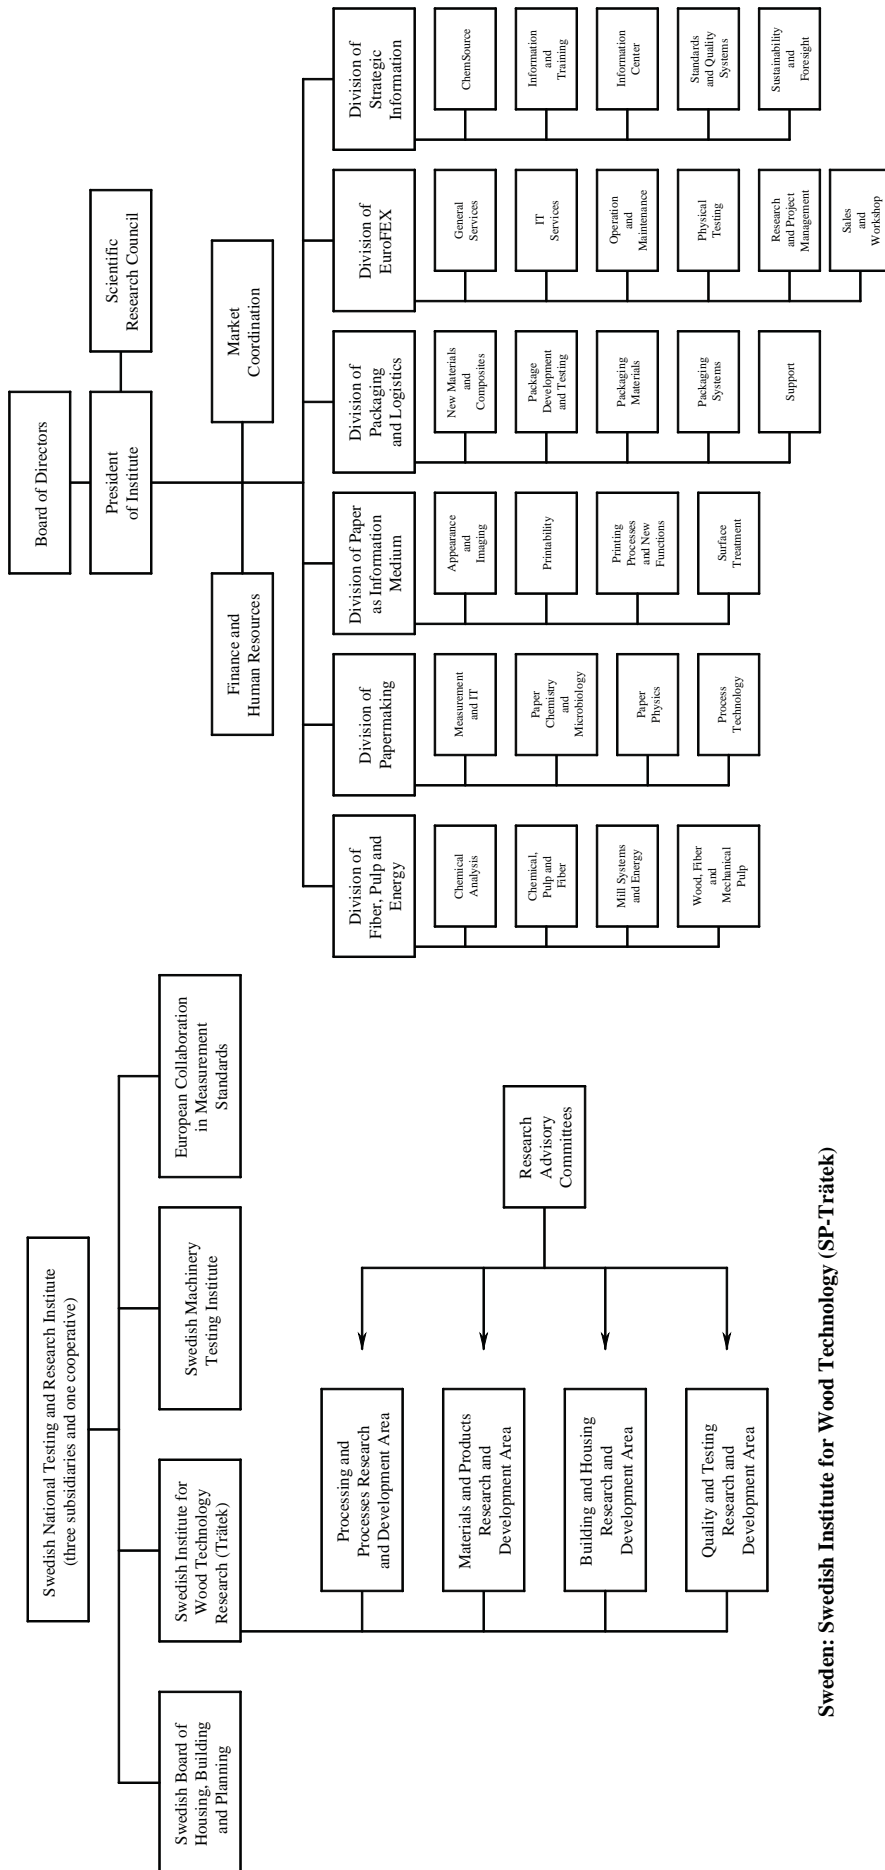 Swedish National Testing and Research Institute
(three subsidiaries and one cooperative)
Swedish Board of
Housing, Building
and Planning
Swedish Institute for
Wood Technology
Research (Trätek)
Swedish Machinery
Testing Institute
European Collaboration
in Measurement
Standards
Processing and
Processes Research
and Development Area
Materials and Products
Research and
Development Area
Building and Housing
Research and
Development Area
Quality and Testing
Research and
Development Area
Research
Advisory
Committees
Sweden: Swedish Institute for Wood Technology (SP-Trätek)
Board of Directors
President
of Institute
Scientific
Research Council
Finance and
Human Resources
Market
Coordination
Division of
Fiber, Pulp and
Energy
Chemical
Analysis
Chemical,
Pulp and
Fiber
Mill Systems
and Energy
Wood, Fiber
and
Mechanical
Pulp
Division of
Papermaking
Measurement
and IT
Paper
Chemistry
and
Microbiology
Paper
Physics
Process
Technology
Division of Paper
as Information
Medium
Appearance
and
Imaging
Printability
Printing
Processes
and New
Functions
Surface
Treatment
Division of
Packaging
and Logistics
New Materials
and
Composites
Package
Development
and Testing
Packaging
Materials
Packaging
Systems
Support
Division of
EuroFEX
General
Services
IT
Services
Operation
and
Maintenance
Physical
Testing
Research
and Project
Management
Sales
and
Workshop
Division of
Strategic
Information
ChemSource
Information
and
Training
Information
Center
Standards
and Quality
Systems
Sustainability
and
Foresight